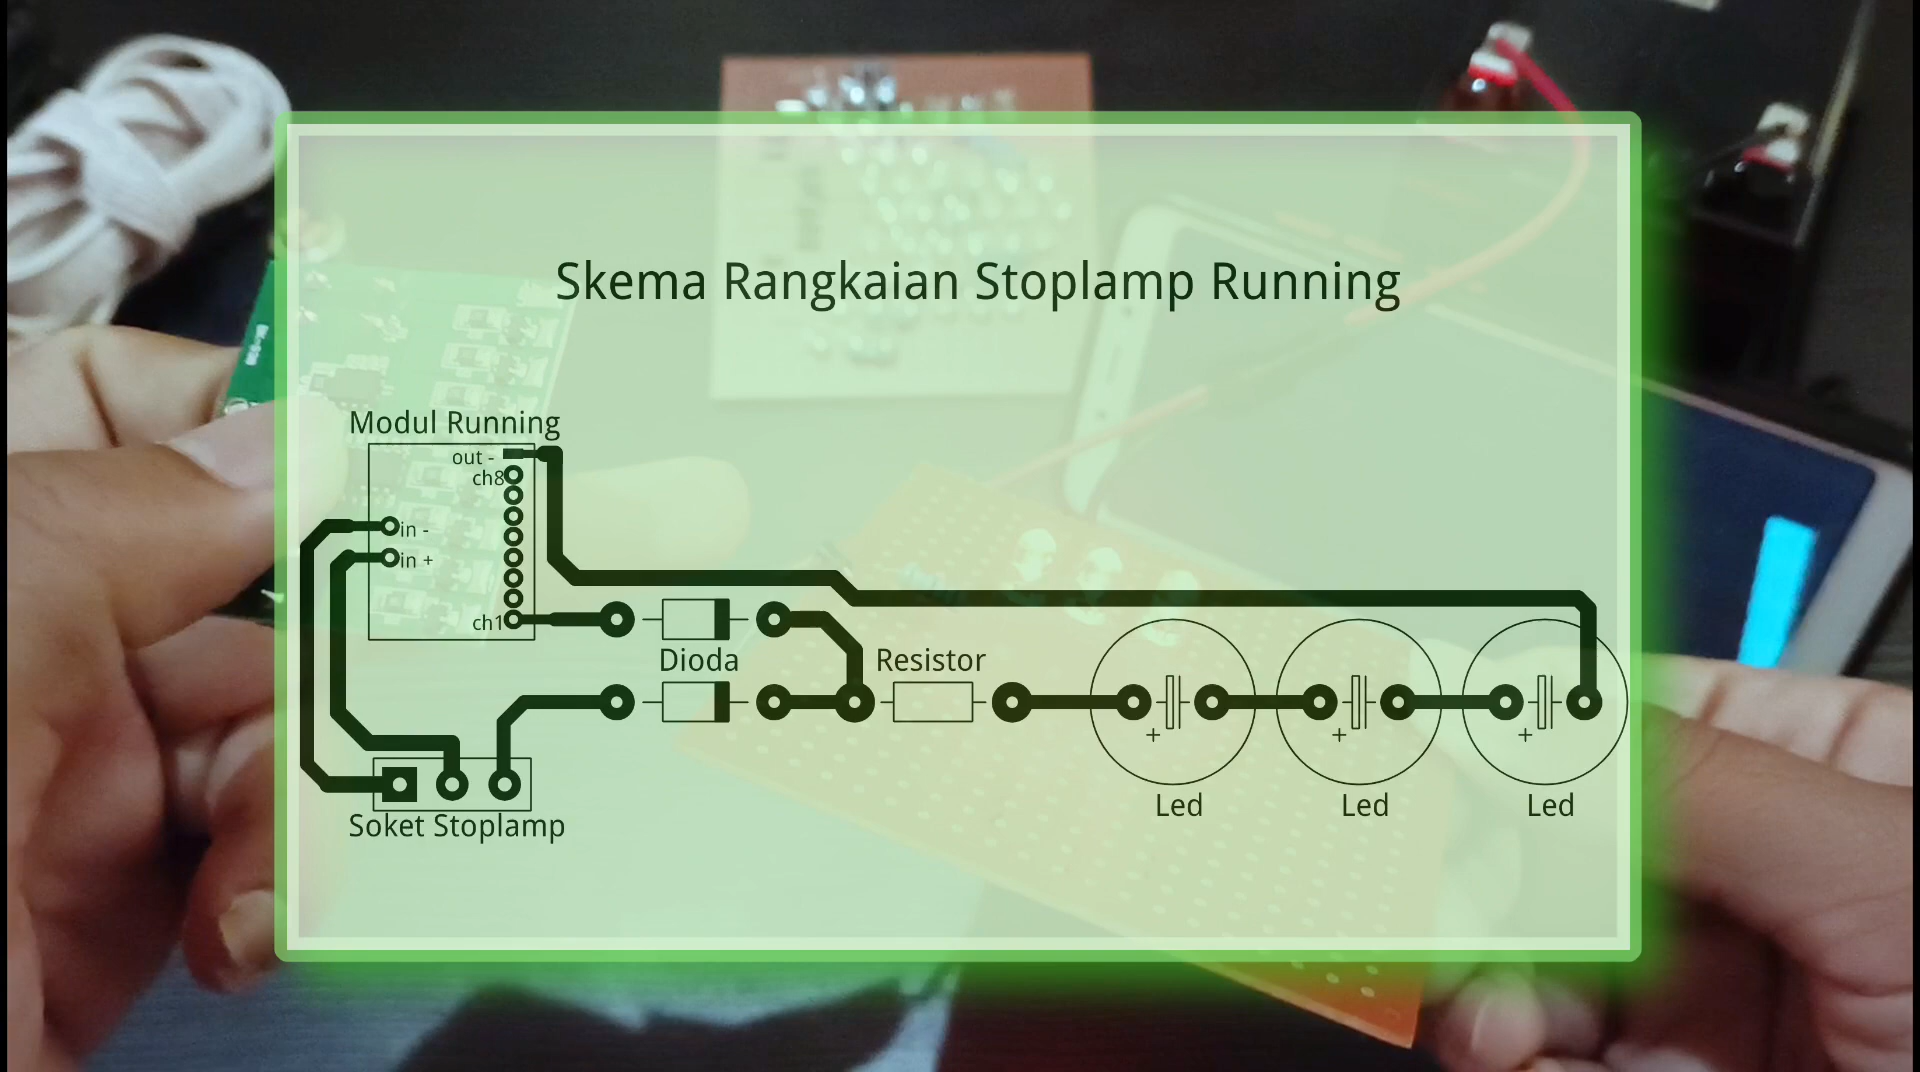 Skema Rangkaian Stoplamp Running
Modul Running
out -
ch8
in -
in +
ch1
Dioda
Resistor
+
+
+
Led
Led
Led
Soket Stoplamp